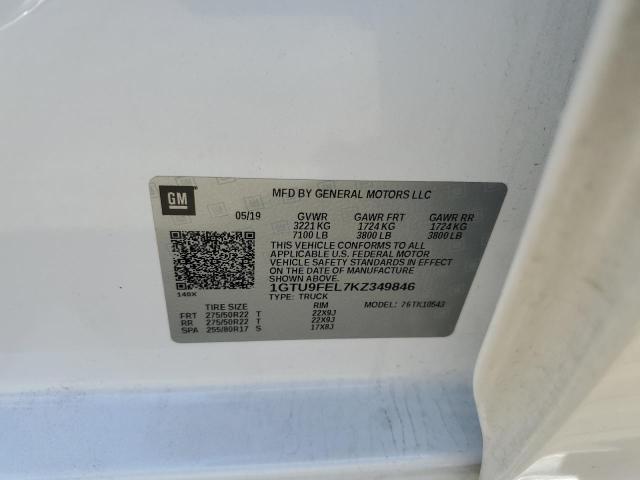 GM
MFD BY GENERAL MOTORS LLC
05/19 GVWR GAWR FRT GAWR RR
3221 KG 1724 KG 1724 KG
7100 LB 3800 LB 3800 LB
THIS VEHICLE CONFORMS TO ALL
APPLICABLE U.S. FEDERAL MOTOR
VEHICLE SAFETY STANDARDS IN EFFECT
ON THE DATE OF MANUFACTURE
SHOWN ABOVE.
1GTU9FEL7KZ349846
140X
TYPE: TRUCK MODEL: 76TK10543
TIRE SIZE RIM
FRT 275/50R22 T 22X9J
RR 275/50R22 T 22X9J
SPA 255/80R17 S 17X8J